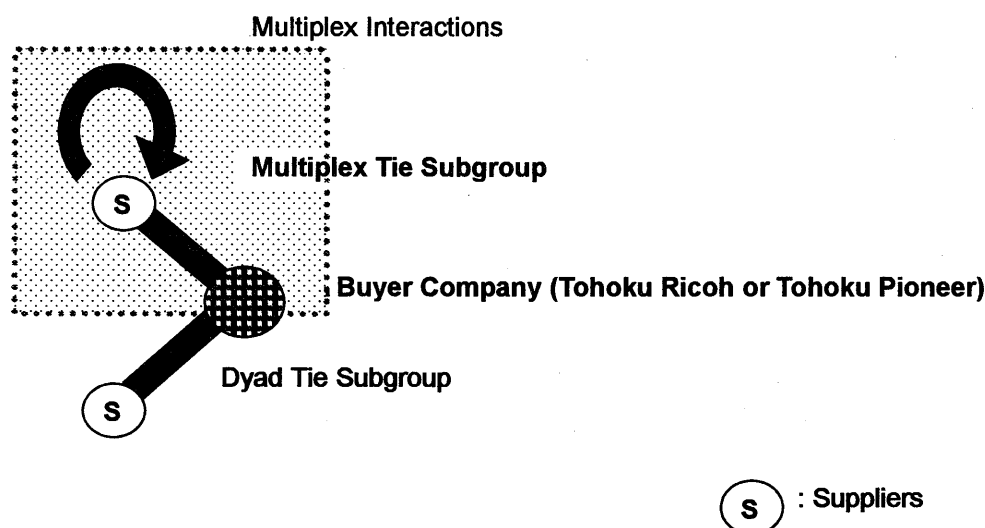 Multiplex Interactions
Multiplex Tie Subgroup
S
Buyer Company (Tohoku Ricoh or Tohoku Pioneer)
Dyad Tie Subgroup
S
S : Suppliers